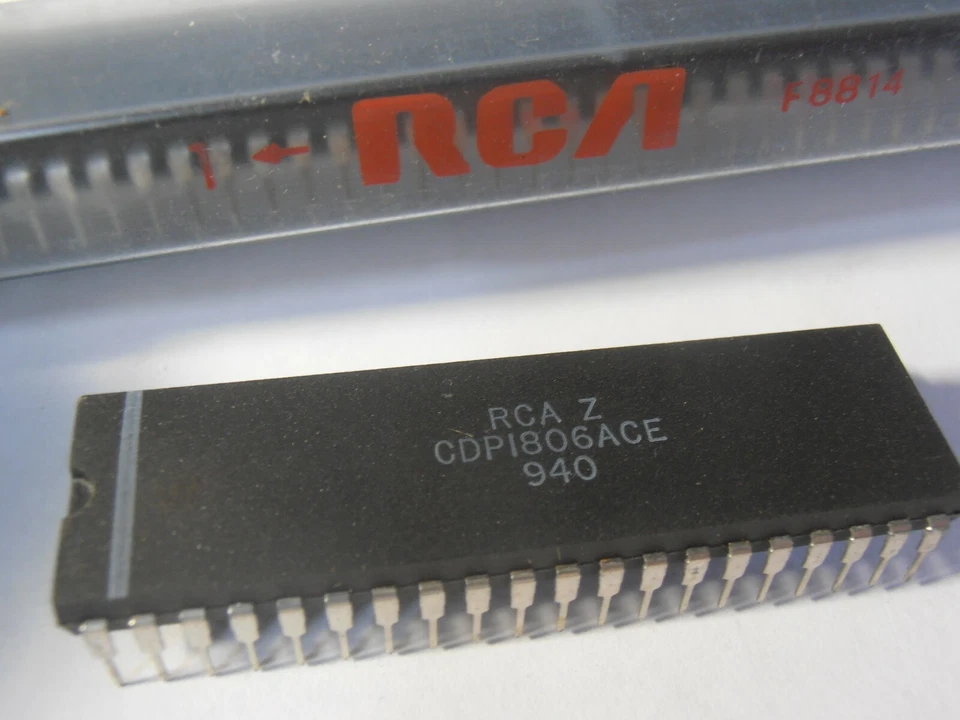 RCA F8814
1
RCA Z
CDP1806ACE
940